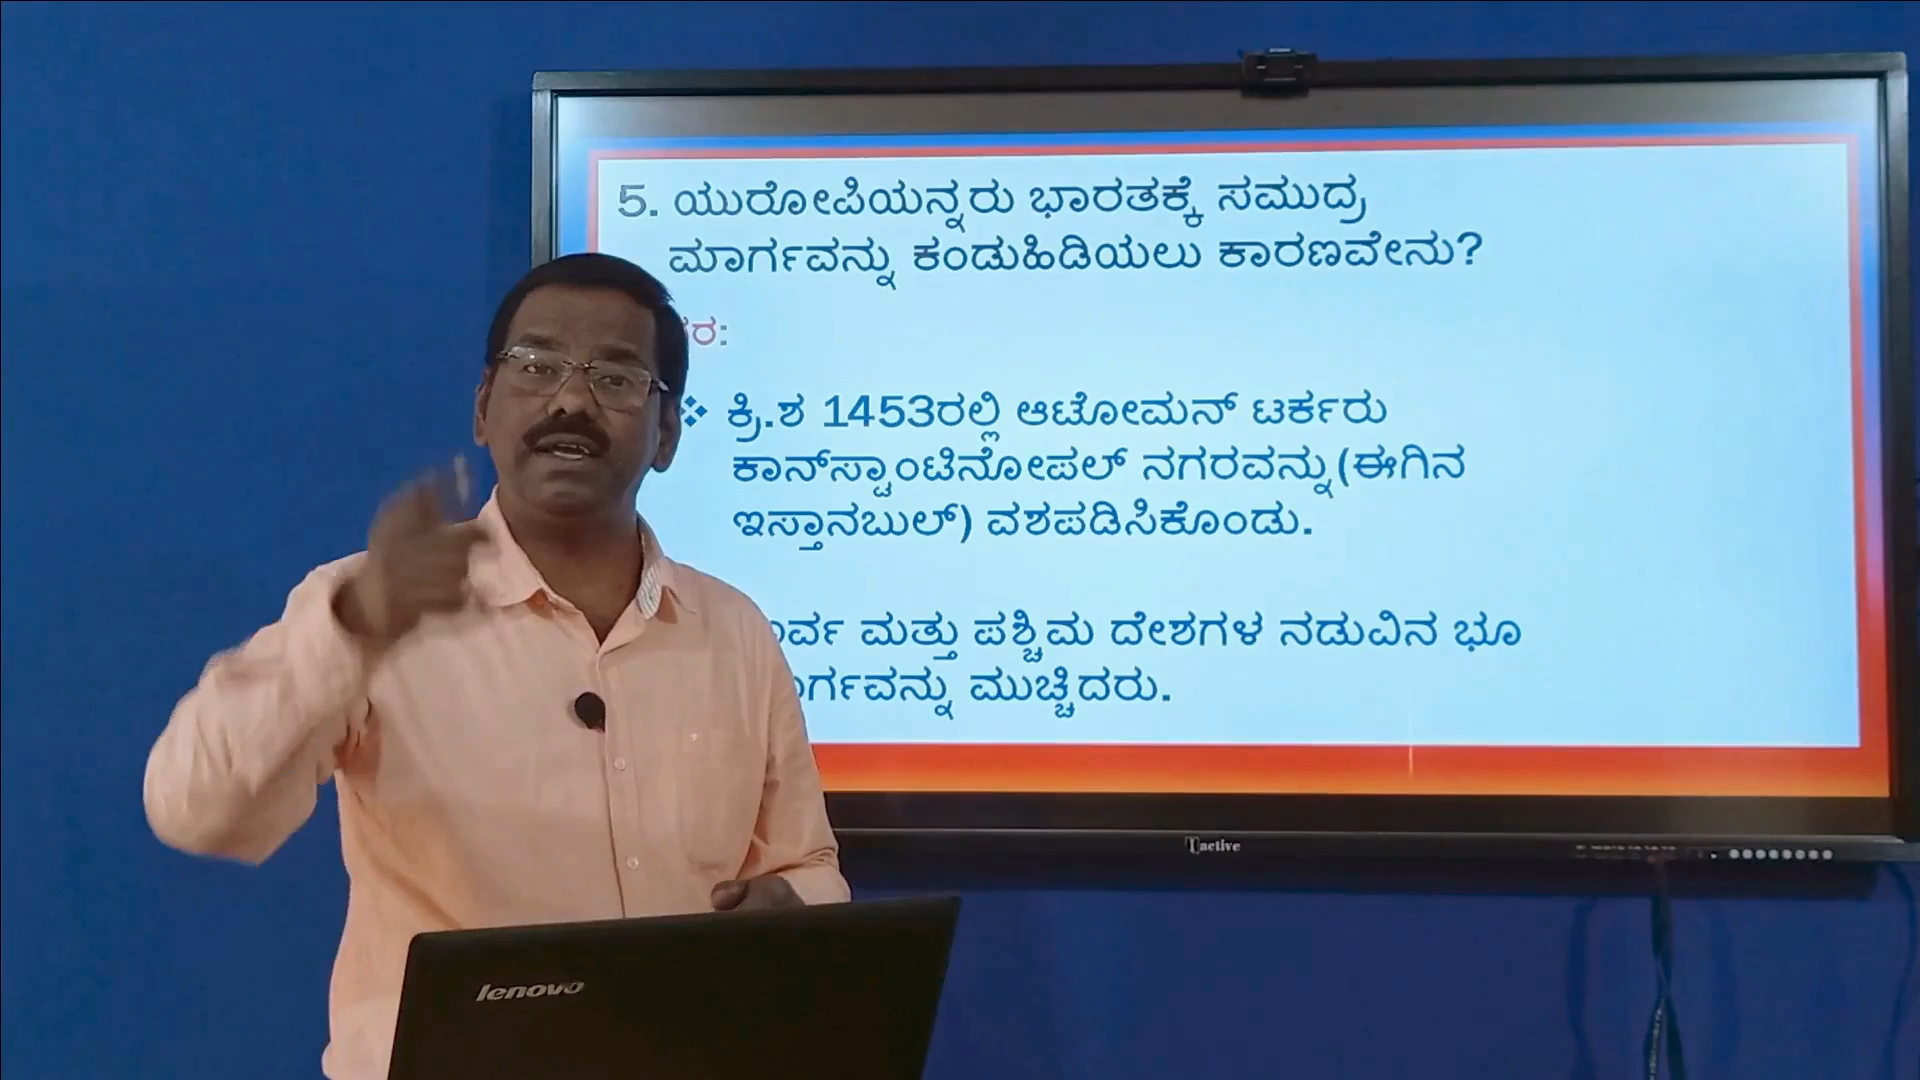 5. ಯುರೋಪಿಯನ್ನರು ಭಾರತಕ್ಕೆ ಸಮುದ್ರ
ಮಾರ್ಗವನ್ನು ಕಂಡುಹಿಡಿಯಲು ಕಾರಣವೇನು?
❖ ಕ್ರಿ.ಶ 1453ರಲ್ಲಿ ಆಟೋಮನ್ ಟರ್ಕರು
ಕಾನ್‌ಸ್ಟಾಂಟಿನೋಪಲ್ ನಗರವನ್ನು(ಈಗಿನ
ಇಸ್ತಾನಬುಲ್) ವಶಪಡಿಸಿಕೊಂಡು.
ಮತ್ತು ಪಶ್ಚಿಮ ದೇಶಗಳ ನಡುವಿನ ಭೂ
ಮುಚ್ಚಿದರು.
Tactive
lenovo